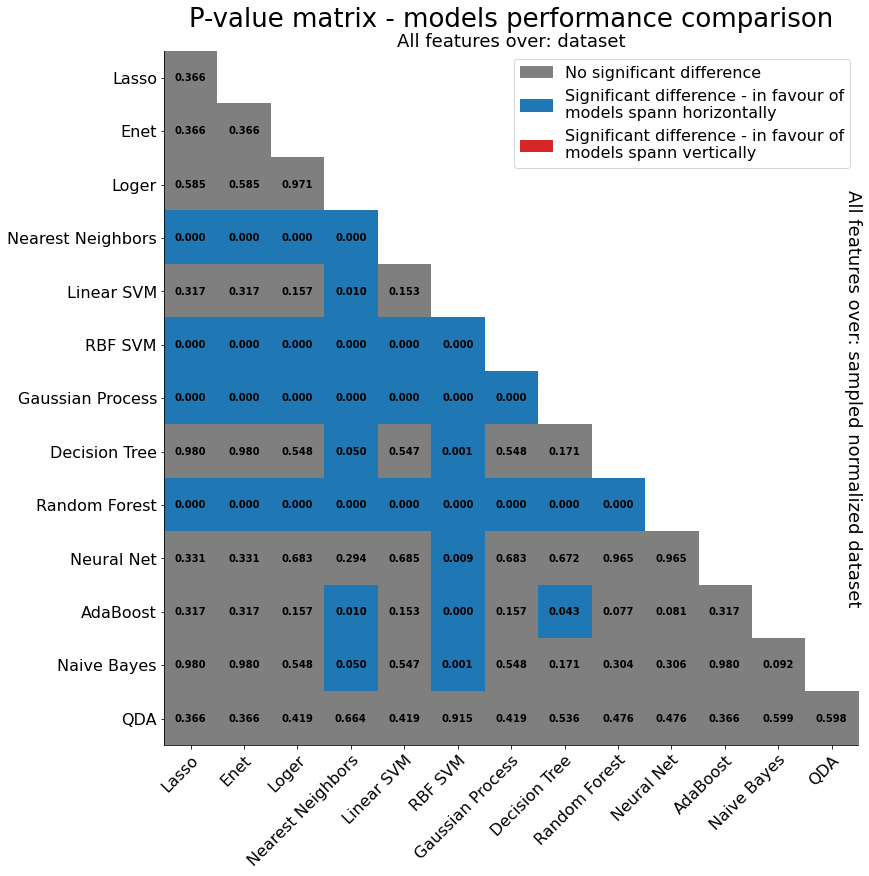 P-value matrix - models performance comparison
All features over: dataset
No significant difference
Significant difference - in favour of
models spann horizontally
Significant difference - in favour of
models spann vertically
All features over: sampled normalized dataset
Lasso 0.366
Enet 0.366 0.366
Loger 0.585 0.585 0.971
Nearest Neighbors 0.000 0.000 0.000 0.000
Linear SVM 0.317 0.317 0.157 0.010 0.153
RBF SVM 0.000 0.000 0.000 0.000 0.000 0.000
Gaussian Process 0.000 0.000 0.000 0.000 0.000 0.000 0.000
Decision Tree 0.980 0.980 0.548 0.050 0.547 0.001 0.548 0.171
Random Forest 0.000 0.000 0.000 0.000 0.000 0.000 0.000 0.000 0.000
Neural Net 0.331 0.331 0.683 0.294 0.685 0.009 0.683 0.672 0.965 0.965
AdaBoost 0.317 0.317 0.157 0.010 0.153 0.000 0.157 0.043 0.077 0.081 0.317
Naive Bayes 0.980 0.980 0.548 0.050 0.547 0.001 0.548 0.171 0.304 0.306 0.980 0.092
QDA 0.366 0.366 0.419 0.664 0.419 0.915 0.419 0.536 0.476 0.476 0.366 0.599 0.598
Lasso
Enet
Loger
Nearest Neighbors
Linear SVM
RBF SVM
Gaussian Process
Decision Tree
Random Forest
Neural Net
AdaBoost
Naive Bayes
QDA